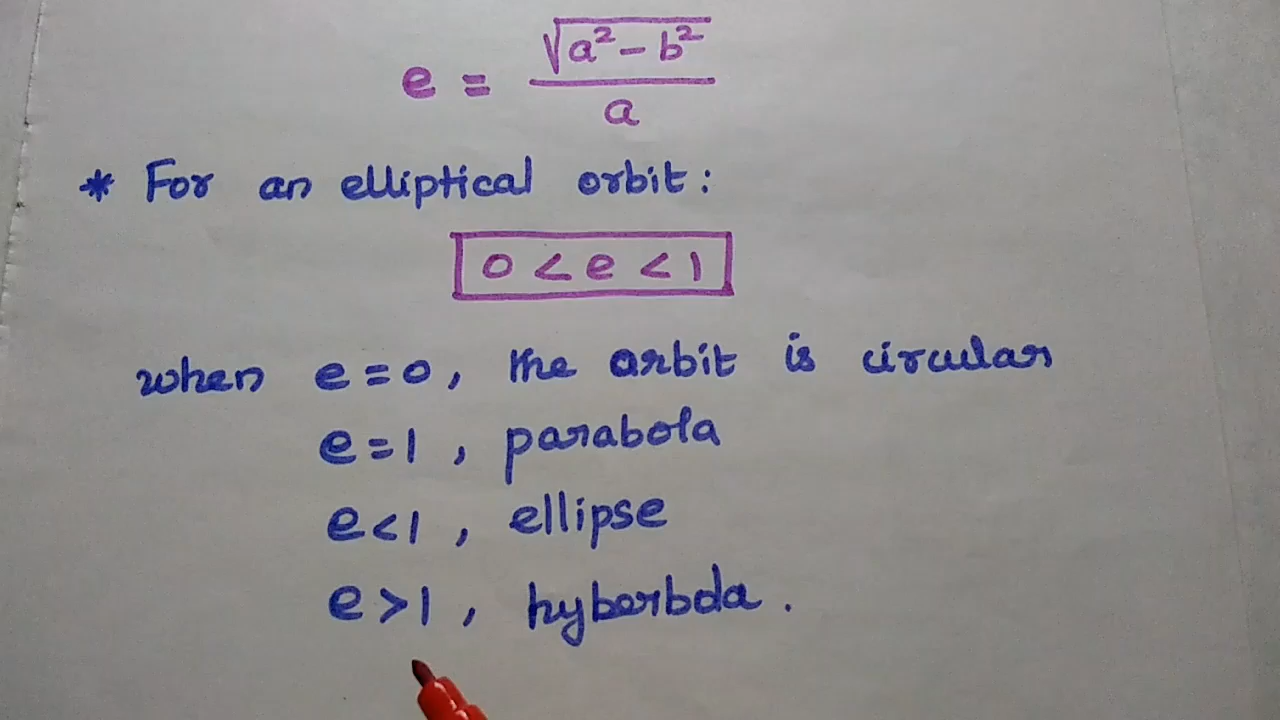 e = √(a² - b²) / a
* For an elliptical orbit:
0 < e < 1
when e = 0, the orbit is circular
e = 1, parabola
e < 1, ellipse
e > 1, hyberbola.